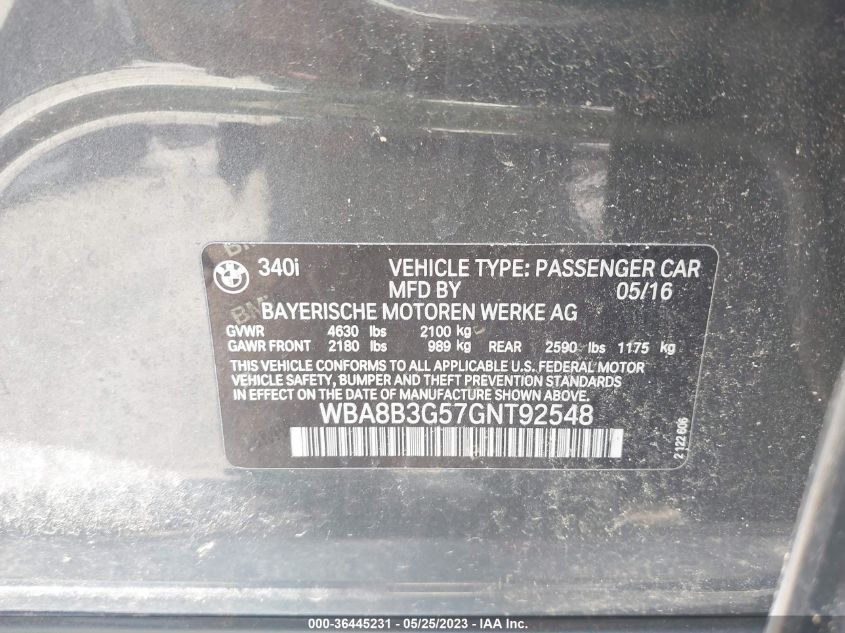 340i VEHICLE TYPE: PASSENGER CAR
MFD BY 05/16
BAYERISCHE MOTOREN WERKE AG
GVWR 4630 lbs 2100 kg
GAWR FRONT 2180 lbs 989 kg REAR 2590 lbs 1175 kg
THIS VEHICLE CONFORMS TO ALL APPLICABLE U.S. FEDERAL MOTOR
VEHICLE SAFETY, BUMPER AND THEFT PREVENTION STANDARDS
IN EFFECT ON THE DATE OF MANUFACTURE SHOWN ABOVE.
WBA8B3G57GNT92548
2 122 606
000-36445231 - 05/25/2023 - © IAA Inc.